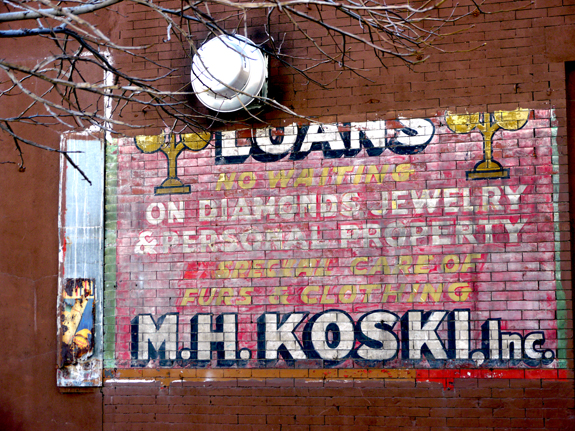 LOANS
NO WAITING
ON DIAMONDS, JEWELRY
& PERSONAL PROPERTY
SPECIAL CARE OF
FURS & CLOTHING
M.H. KOSKI, Inc.